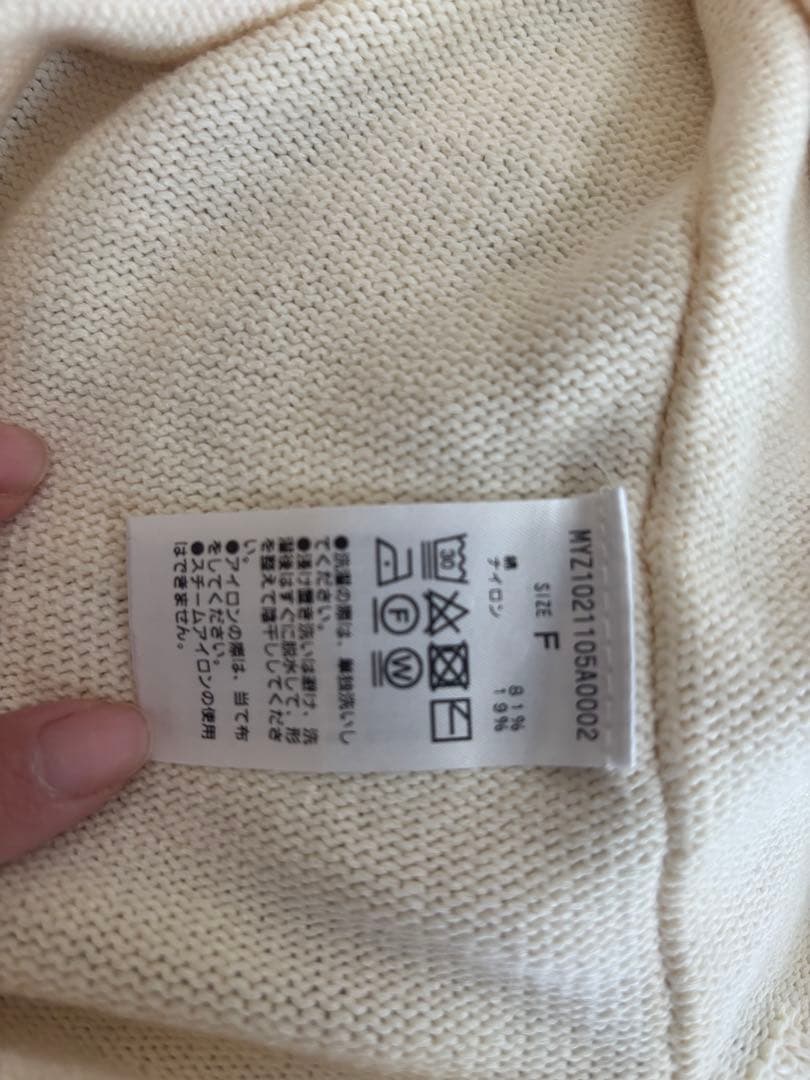 MYZ1021105A0002
SIZE F
綿 81%
ナイロン 19%
30
F W
●洗濯の際は、単独洗いし
てください。
●漬け置き洗いは避け、洗
濯後はすぐに脱水して、形
を整えて陰干ししてくださ
い。
●アイロンの際は、当て布
をしてください。
●スチームアイロンの使用
はできません。